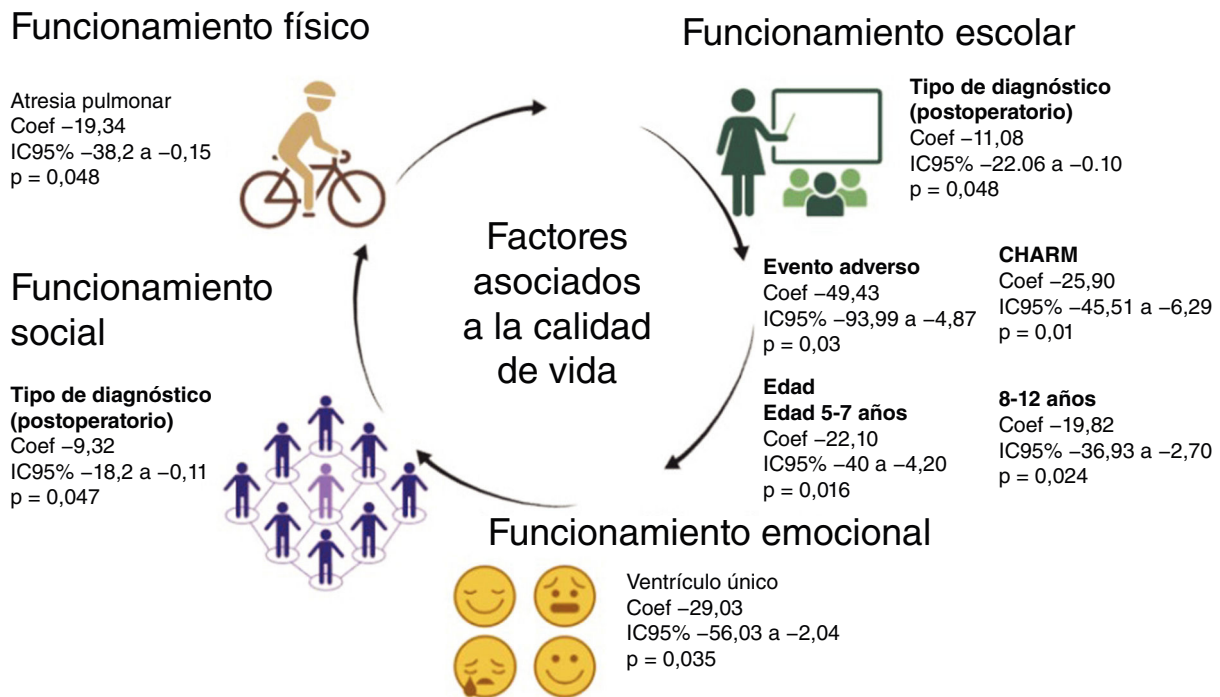 Funcionamiento físico
Atresia pulmonar
Coef −19,34
IC95% −38,2 a −0,15
p = 0,048
Funcionamiento escolar
Tipo de diagnóstico
(postoperatorio)
Coef −11,08
IC95% −22.06 a −0.10
p = 0,048
Factores
asociados
a la calidad
de vida
Evento adverso
Coef −49,43
IC95% −93,99 a −4,87
p = 0,03
CHARM
Coef −25,90
IC95% −45,51 a −6,29
p = 0,01
Edad
Edad 5-7 años
Coef −22,10
IC95% −40 a −4,20
p = 0,016
8-12 años
Coef −19,82
IC95% −36,93 a −2,70
p = 0,024
Funcionamiento
social
Tipo de diagnóstico
(postoperatorio)
Coef −9,32
IC95% −18,2 a −0,11
p = 0,047
Funcionamiento emocional
Ventrículo único
Coef −29,03
IC95% −56,03 a −2,04
p = 0,035